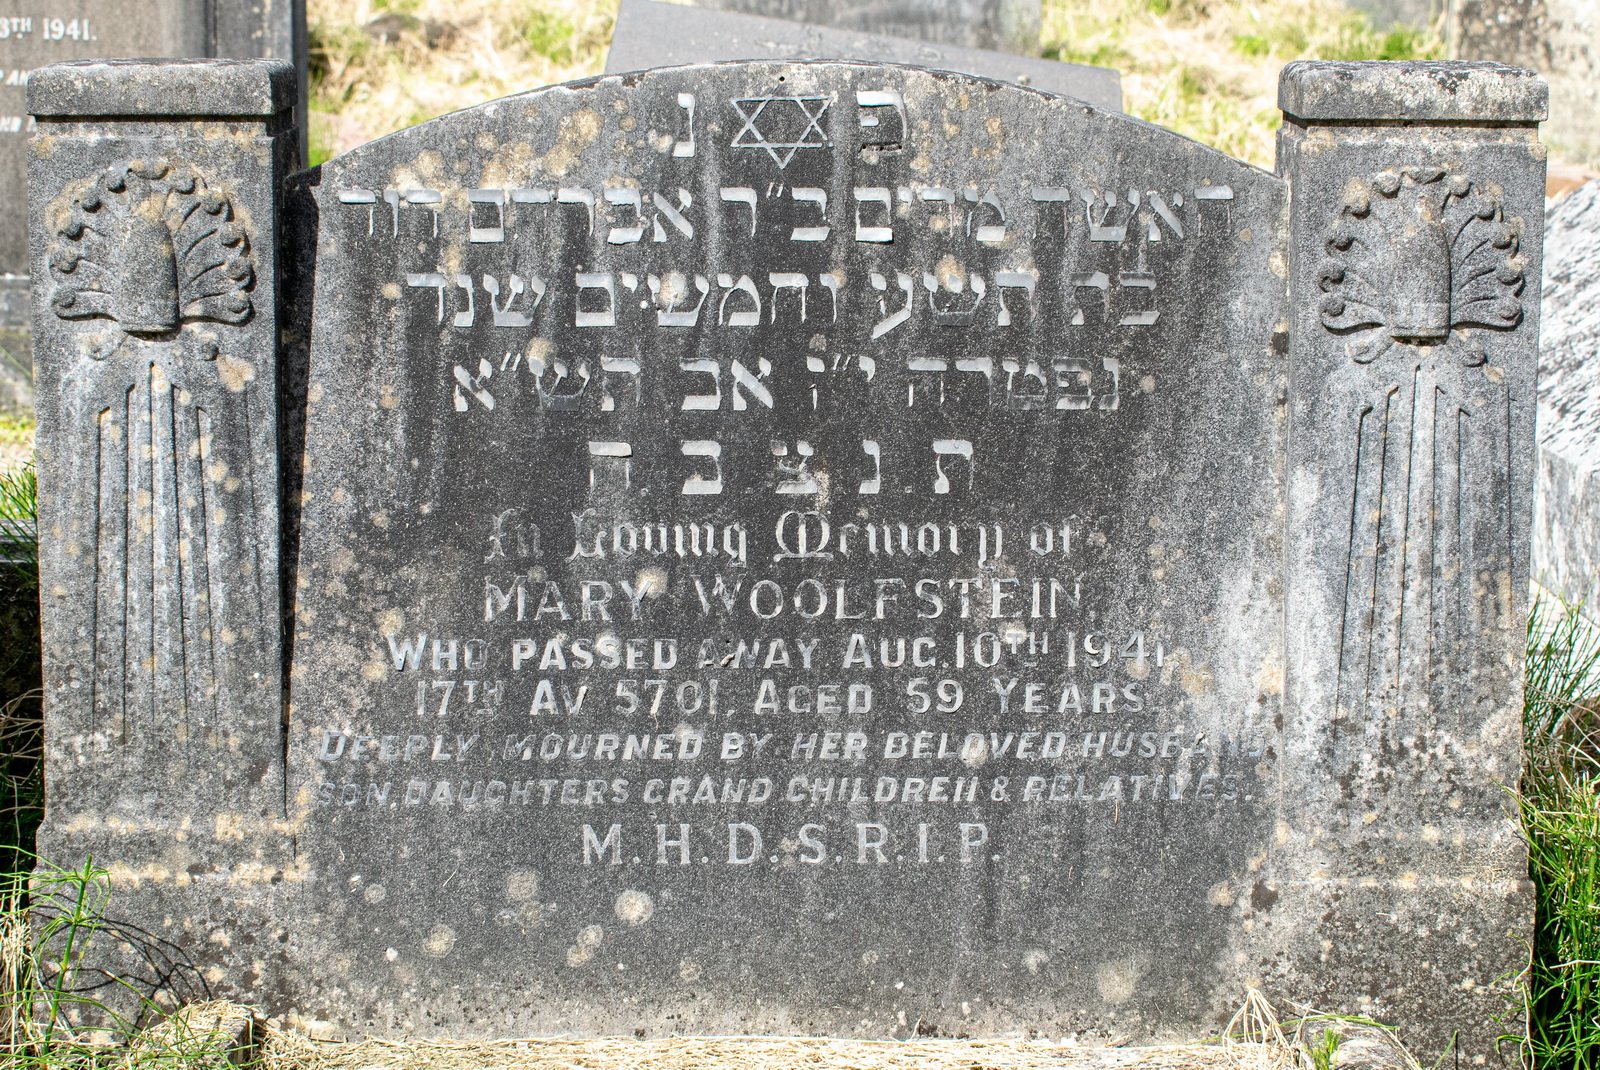 3TH 1941.
פ נ
האשה מרים ב״ר אברהם דוד
בת תשע וחמשים שנה
נפטרה י״ז אב תש״א
ת נ צ ב ה
In Loving Memory of
MARY WOOLFSTEIN.
WHO PASSED AWAY AUG. 10TH 1941
17TH AV 5701, AGED 59 YEARS.
DEEPLY MOURNED BY HER BELOVED HUSBAND
SON, DAUGHTERS GRAND CHILDREN & RELATIVES.
M.H.D.S.R.I.P.